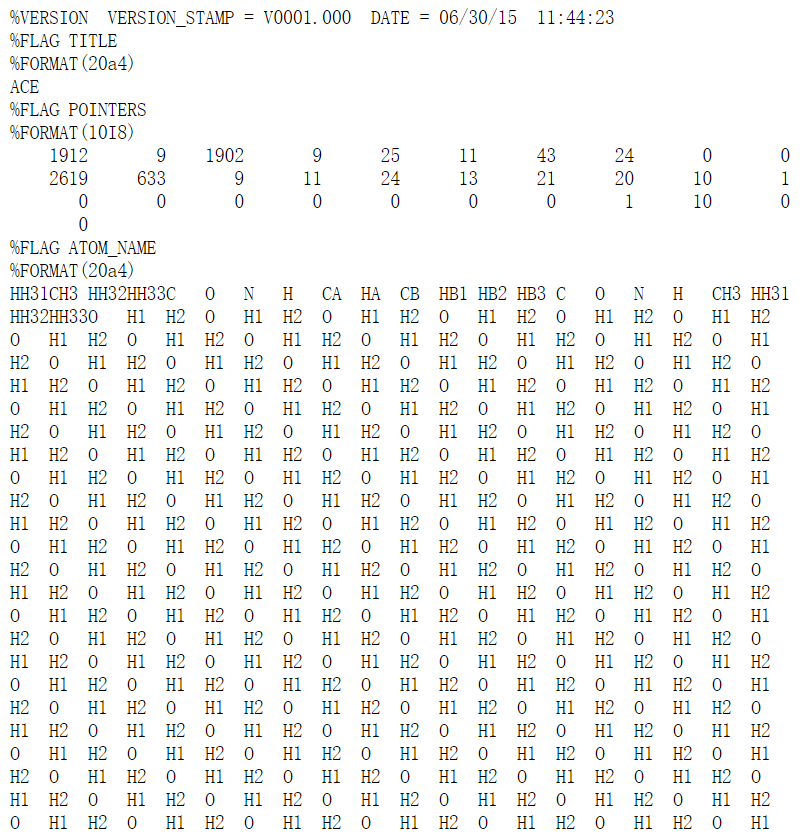 %VERSION  VERSION_STAMP = V0001.000  DATE = 06/30/15  11:44:23
%FLAG TITLE
%FORMAT(20a4)
ACE
%FLAG POINTERS
%FORMAT(10I8)
    1912       9    1902       9      25      11      43      24       0       0
    2619     633       9      11      24      13      21      20      10       1
       0       0       0       0       0       0       0       1      10       0
       0
%FLAG ATOM_NAME
%FORMAT(20a4)
HH31CH3 HH32HH33C   O   N   H   CA  HA  CB  HB1 HB2 HB3 C   O   N   H   CH3 HH31
HH32HH33O   H1  H2  O   H1  H2  O   H1  H2  O   H1  H2  O   H1  H2  O   H1  H2
O   H1  H2  O   H1  H2  O   H1  H2  O   H1  H2  O   H1  H2  O   H1  H2  O   H1
H2  O   H1  H2  O   H1  H2  O   H1  H2  O   H1  H2  O   H1  H2  O   H1  H2  O
H1  H2  O   H1  H2  O   H1  H2  O   H1  H2  O   H1  H2  O   H1  H2  O   H1  H2
O   H1  H2  O   H1  H2  O   H1  H2  O   H1  H2  O   H1  H2  O   H1  H2  O   H1
H2  O   H1  H2  O   H1  H2  O   H1  H2  O   H1  H2  O   H1  H2  O   H1  H2  O
H1  H2  O   H1  H2  O   H1  H2  O   H1  H2  O   H1  H2  O   H1  H2  O   H1  H2
O   H1  H2  O   H1  H2  O   H1  H2  O   H1  H2  O   H1  H2  O   H1  H2  O   H1
H2  O   H1  H2  O   H1  H2  O   H1  H2  O   H1  H2  O   H1  H2  O   H1  H2  O
H1  H2  O   H1  H2  O   H1  H2  O   H1  H2  O   H1  H2  O   H1  H2  O   H1  H2
O   H1  H2  O   H1  H2  O   H1  H2  O   H1  H2  O   H1  H2  O   H1  H2  O   H1
H2  O   H1  H2  O   H1  H2  O   H1  H2  O   H1  H2  O   H1  H2  O   H1  H2  O
H1  H2  O   H1  H2  O   H1  H2  O   H1  H2  O   H1  H2  O   H1  H2  O   H1  H2
O   H1  H2  O   H1  H2  O   H1  H2  O   H1  H2  O   H1  H2  O   H1  H2  O   H1
H2  O   H1  H2  O   H1  H2  O   H1  H2  O   H1  H2  O   H1  H2  O   H1  H2  O
H1  H2  O   H1  H2  O   H1  H2  O   H1  H2  O   H1  H2  O   H1  H2  O   H1  H2
O   H1  H2  O   H1  H2  O   H1  H2  O   H1  H2  O   H1  H2  O   H1  H2  O   H1
H2  O   H1  H2  O   H1  H2  O   H1  H2  O   H1  H2  O   H1  H2  O   H1  H2  O
H1  H2  O   H1  H2  O   H1  H2  O   H1  H2  O   H1  H2  O   H1  H2  O   H1  H2
O   H1  H2  O   H1  H2  O   H1  H2  O   H1  H2  O   H1  H2  O   H1  H2  O   H1
H2  O   H1  H2  O   H1  H2  O   H1  H2  O   H1  H2  O   H1  H2  O   H1  H2  O
H1  H2  O   H1  H2  O   H1  H2  O   H1  H2  O   H1  H2  O   H1  H2  O   H1  H2
O   H1  H2  O   H1  H2  O   H1  H2  O   H1  H2  O   H1  H2  O   H1  H2  O   H1